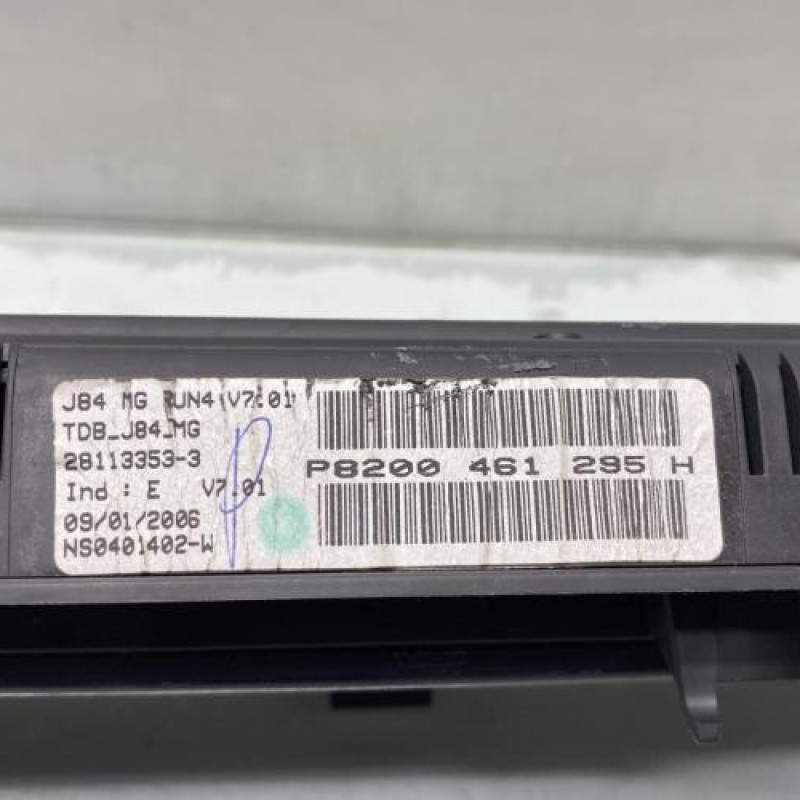 J84 MG RUN4 V7.01
TDB_J84_MG
28113353-3
Ind : E V7.01
09/01/2006
NS0401402-W
P8200 461 295 H